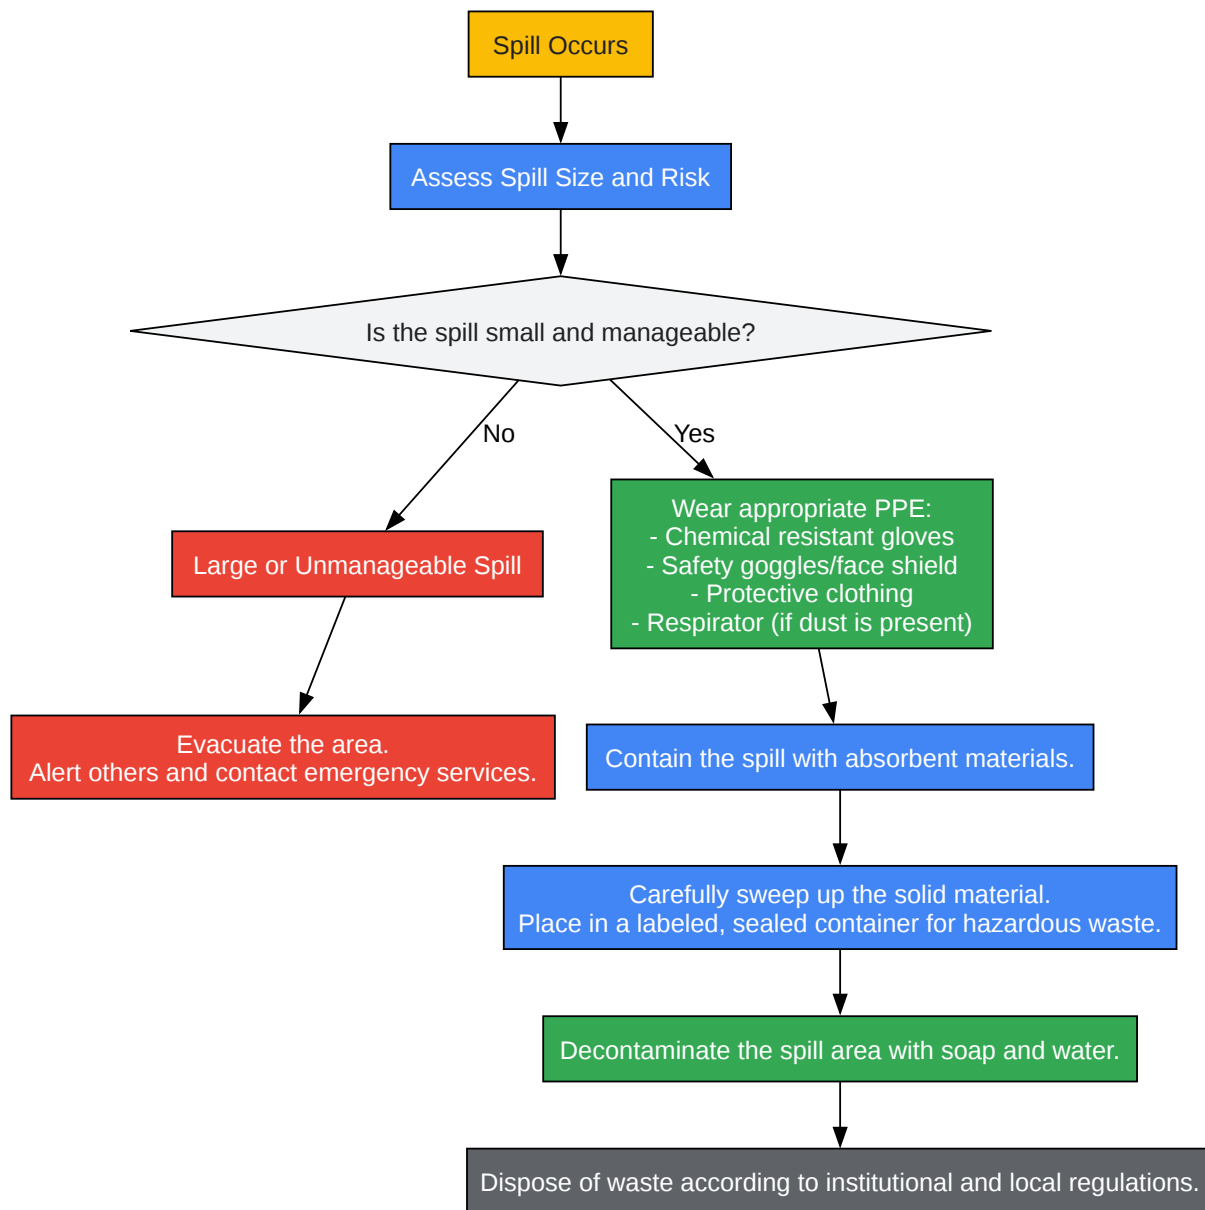 Spill Occurs
Assess Spill Size and Risk
Is the spill small and manageable?
No
Yes
Large or Unmanageable Spill
Wear appropriate PPE:
- Chemical resistant gloves
- Safety goggles/face shield
- Protective clothing
- Respirator (if dust is present)
Evacuate the area.
Alert others and contact emergency services.
Contain the spill with absorbent materials.
Carefully sweep up the solid material.
Place in a labeled, sealed container for hazardous waste.
Decontaminate the spill area with soap and water.
Dispose of waste according to institutional and local regulations.